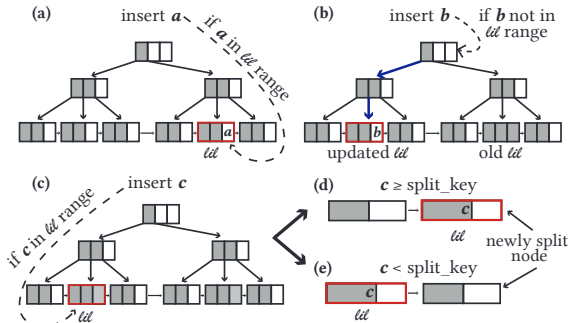 (a)
insert a
if a in lil range
a
lil
(b)
insert b
if b not in
lil range
b
updated lil
old lil
(c)
insert c
if c in lil range
lil
(d)
c ≥ split_key
c
lil
newly split
node
(e)
c < split_key
c
lil